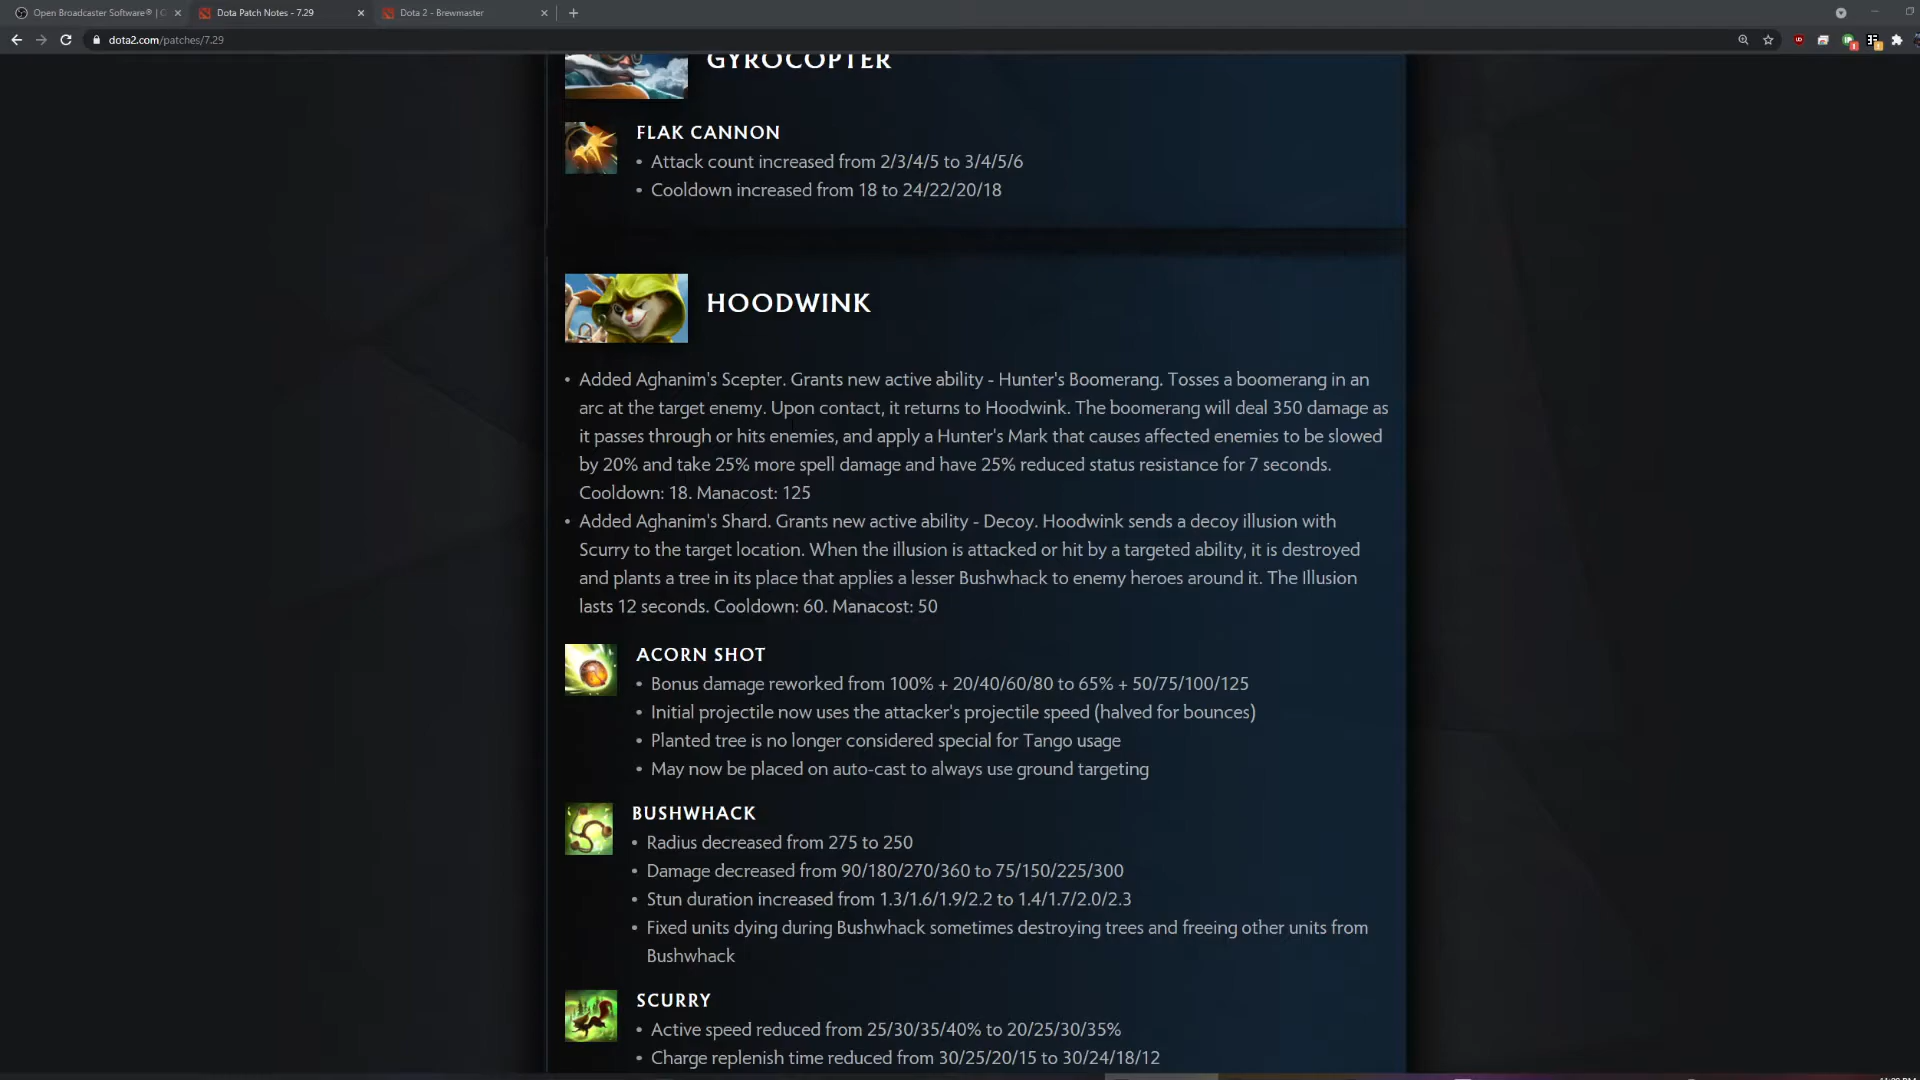 Open Broadcaster Software® |
Dota Patch Notes - 7.29
Dota 2 - Brewmaster
dota2.com/patches/7.29
GYROCOPTER
FLAK CANNON
• Attack count increased from 2/3/4/5 to 3/4/5/6
• Cooldown increased from 18 to 24/22/20/18
HOODWINK
• Added Aghanim's Scepter. Grants new active ability - Hunter's Boomerang. Tosses a boomerang in an
arc at the target enemy. Upon contact, it returns to Hoodwink. The boomerang will deal 350 damage as
it passes through or hits enemies, and apply a Hunter's Mark that causes affected enemies to be slowed
by 20% and take 25% more spell damage and have 25% reduced status resistance for 7 seconds.
Cooldown: 18. Manacost: 125
• Added Aghanim's Shard. Grants new active ability - Decoy. Hoodwink sends a decoy illusion with
Scurry to the target location. When the illusion is attacked or hit by a targeted ability, it is destroyed
and plants a tree in its place that applies a lesser Bushwhack to enemy heroes around it. The Illusion
lasts 12 seconds. Cooldown: 60. Manacost: 50
ACORN SHOT
• Bonus damage reworked from 100% + 20/40/60/80 to 65% + 50/75/100/125
• Initial projectile now uses the attacker's projectile speed (halved for bounces)
• Planted tree is no longer considered special for Tango usage
• May now be placed on auto-cast to always use ground targeting
BUSHWHACK
• Radius decreased from 275 to 250
• Damage decreased from 90/180/270/360 to 75/150/225/300
• Stun duration increased from 1.3/1.6/1.9/2.2 to 1.4/1.7/2.0/2.3
• Fixed units dying during Bushwhack sometimes destroying trees and freeing other units from
Bushwhack
SCURRY
• Active speed reduced from 25/30/35/40% to 20/25/30/35%
• Charge replenish time reduced from 30/25/20/15 to 30/24/18/12